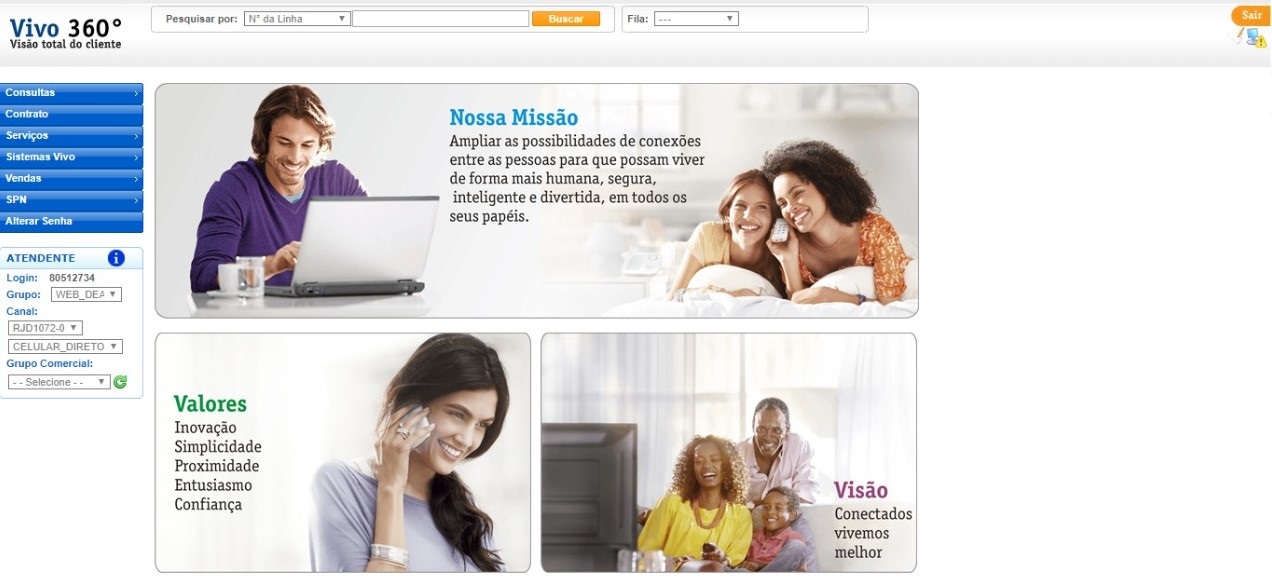 Vivo 360°
Visão total do cliente
Pesquisar por: N° da Linha Buscar
Fila: ---
Sair
Consultas
Contrato
Serviços
Sistemas Vivo
Vendas
SPN
Alterar Senha
ATENDENTE
Login: 80512734
Grupo: WEB_DEA
Canal:
RJD1072-0
CELULAR_DIRETO
Grupo Comercial:
- - Selecione - -
Nossa Missão
Ampliar as possibilidades de conexões
entre as pessoas para que possam viver
de forma mais humana, segura,
inteligente e divertida, em todos os
seus papéis.
Valores
Inovação
Simplicidade
Proximidade
Entusiasmo
Confiança
Visão
Conectados
vivemos
melhor